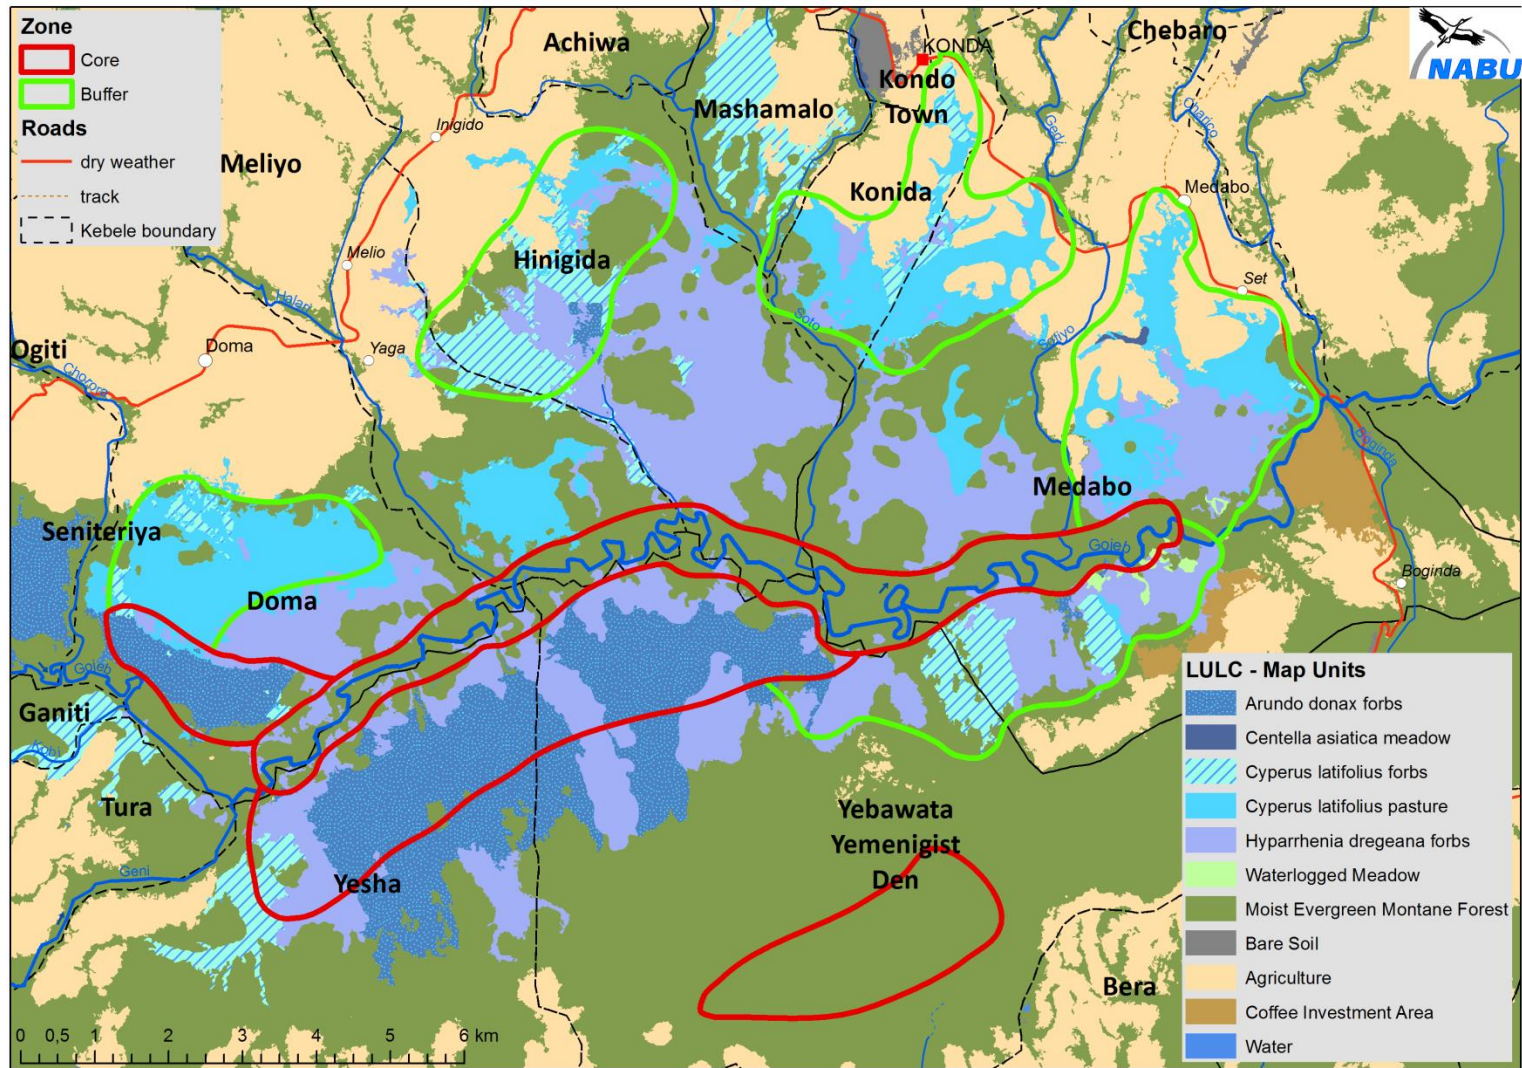 Zone
Core
Buffer
Roads
dry weather
track
Kebele boundary
Achiwa
Mashamalo
KONDA
Kondo
Town
Chebaro
NABU
Inigido
Meliyo
Konida
Gedi
Oharico
Medabo
Melio
Hinigida
Set
Halari
Soto
Ogiti
Doma
Yaga
Chorora
Boginda
Medabo
Seniteriya
Gojeb
Doma
Boginda
Gojeb
Ganiti
Kobi
Tura
Geni
Yesha
Yebawata
Yemenigist
Den
Bera
LULC - Map Units
Arundo donax forbs
Centella asiatica meadow
Cyperus latifolius forbs
Cyperus latifolius pasture
Hyparrhenia dregeana forbs
Waterlogged Meadow
Moist Evergreen Montane Forest
Bare Soil
Agriculture
Coffee Investment Area
Water
0 0,5 1 2 3 4 5 6 km